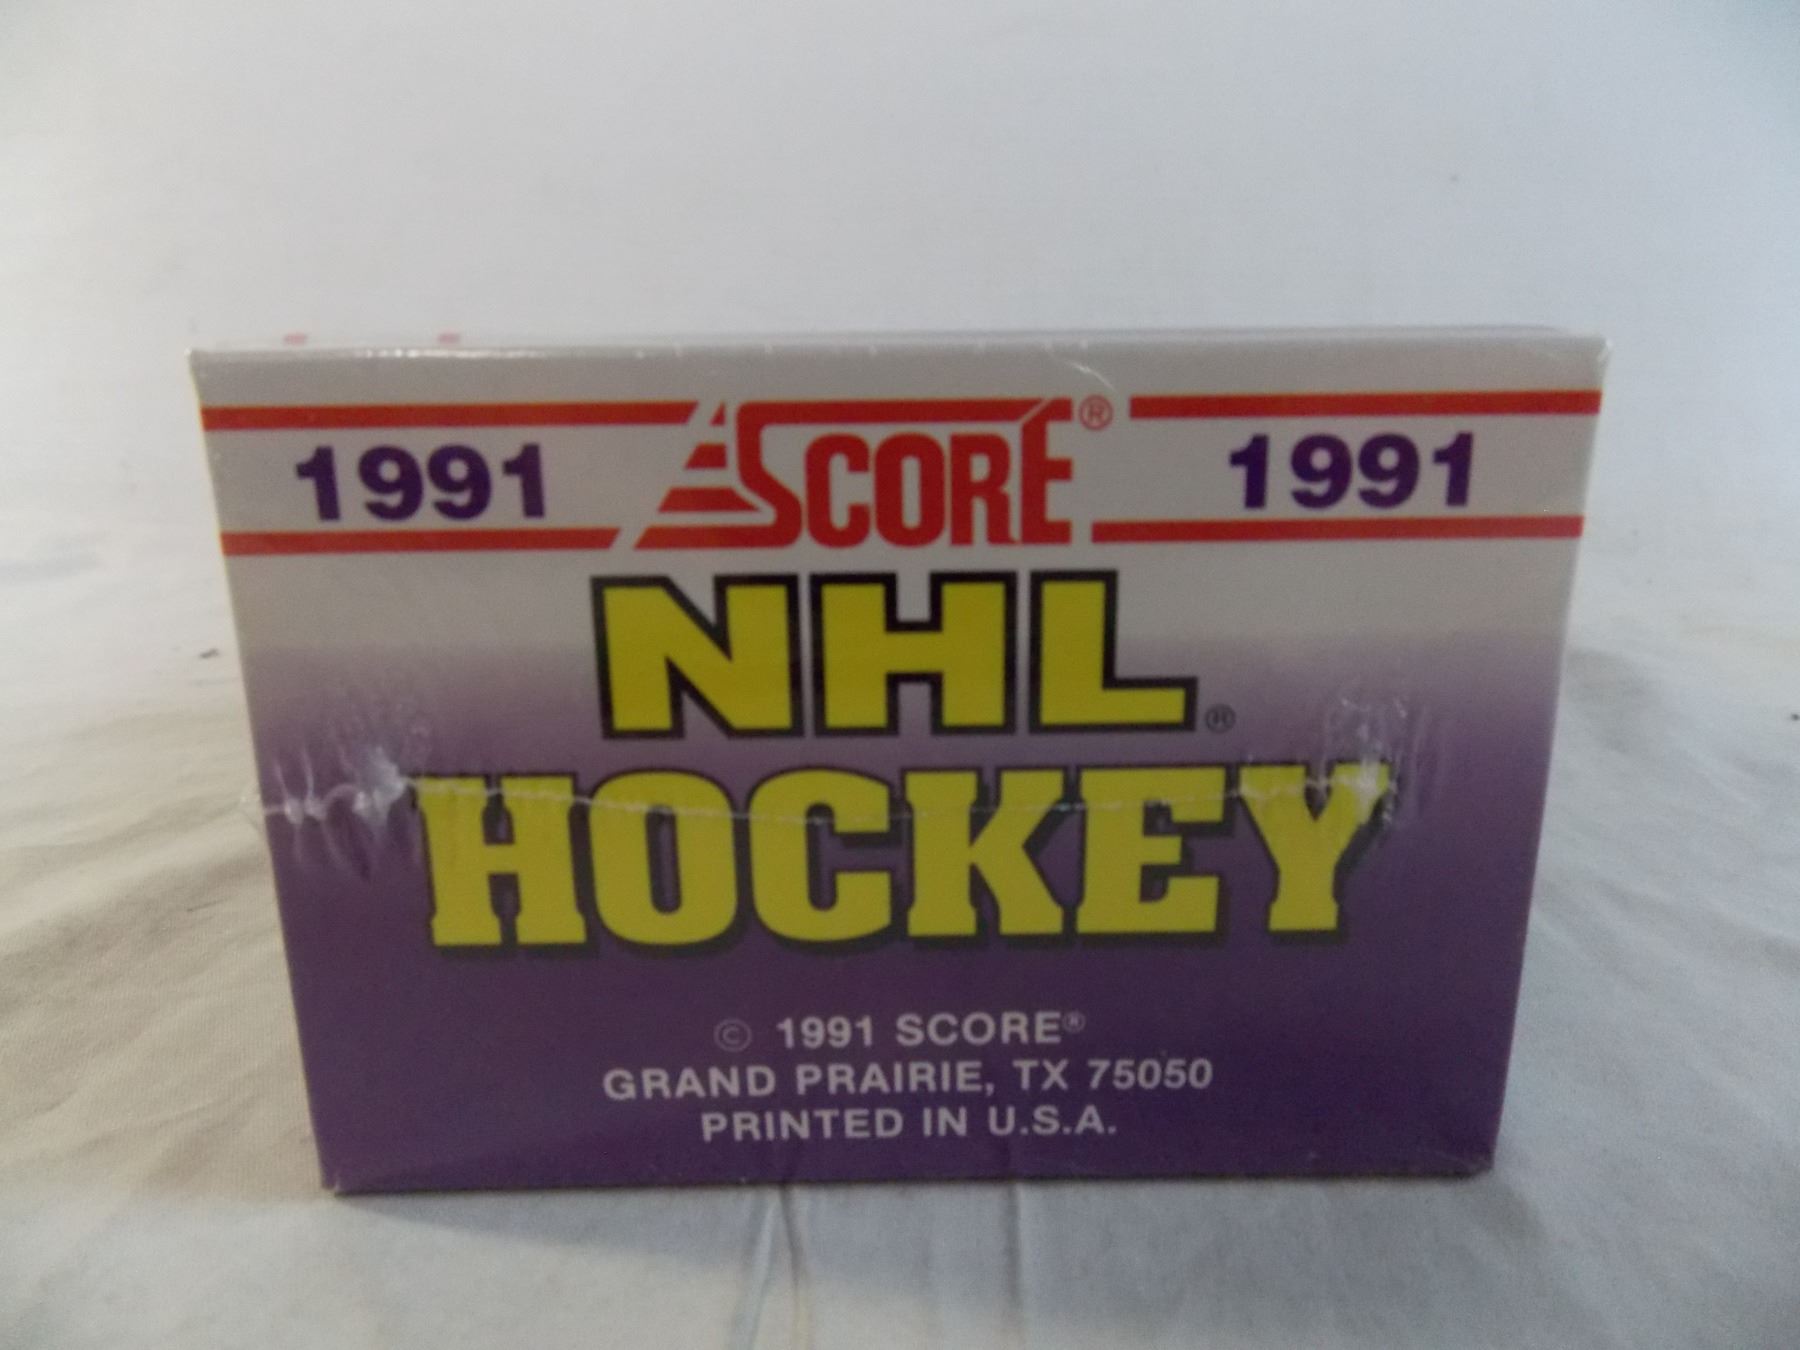 1991 SCORE® 1991
NHL®
HOCKEY
© 1991 SCORE®
GRAND PRAIRIE, TX 75050
PRINTED IN U.S.A.